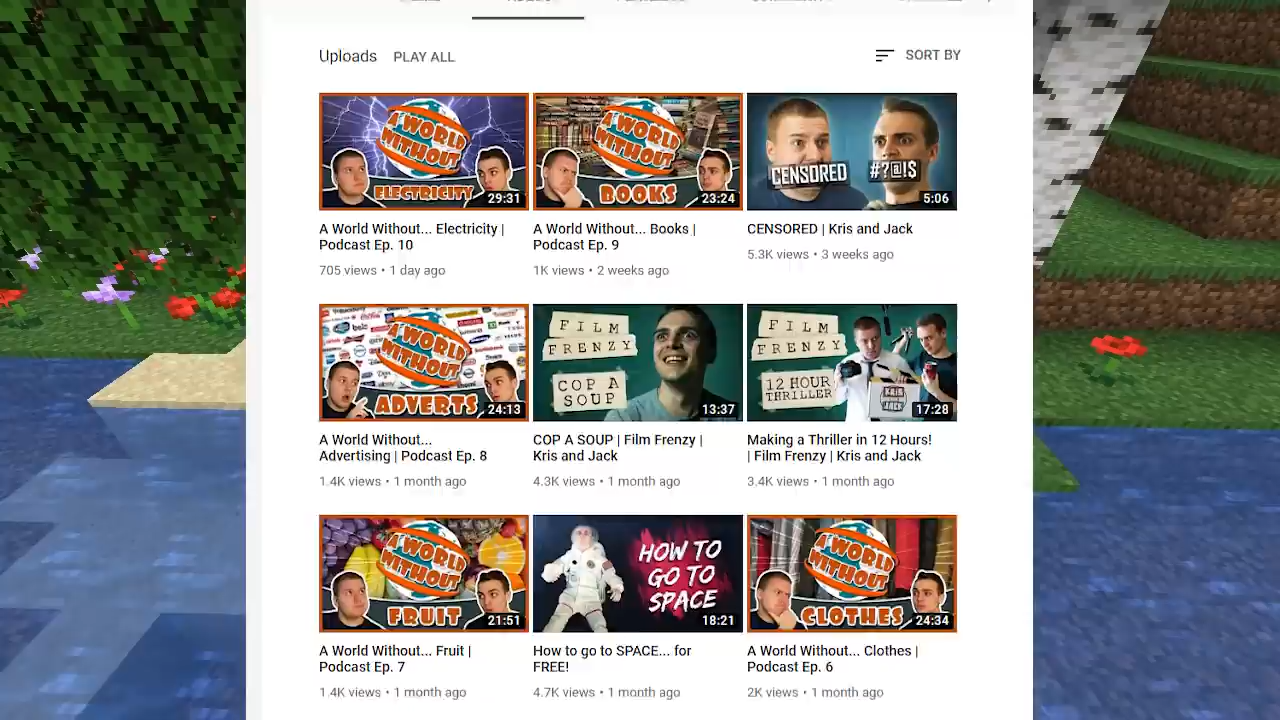 Uploads PLAY ALL SORT BY
A WORLD
WITHOUT
ELECTRICITY
29:31
A WORLD
WITHOUT
BOOKS
23:24
CENSORED #?@!$
5:06
A World Without... Electricity |
Podcast Ep. 10
705 views • 1 day ago
A World Without... Books |
Podcast Ep. 9
1K views • 2 weeks ago
CENSORED | Kris and Jack
5.3K views • 3 weeks ago
A WORLD
WITHOUT
ADVERTS
24:13
FILM
FRENZY
COP A
SOUP
13:37
FILM
FRENZY
12 HOUR
THRILLER
KRIS
JACK
17:28
A World Without...
Advertising | Podcast Ep. 8
1.4K views • 1 month ago
COP A SOUP | Film Frenzy |
Kris and Jack
4.3K views • 1 month ago
Making a Thriller in 12 Hours!
| Film Frenzy | Kris and Jack
3.4K views • 1 month ago
A WORLD
WITHOUT
FRUIT
21:51
HOW TO
GO TO
SPACE
18:21
A WORLD
WITHOUT
CLOTHES
24:34
A World Without... Fruit |
Podcast Ep. 7
1.4K views • 1 month ago
How to go to SPACE... for
FREE!
4.7K views • 1 month ago
A World Without... Clothes |
Podcast Ep. 6
2K views • 1 month ago